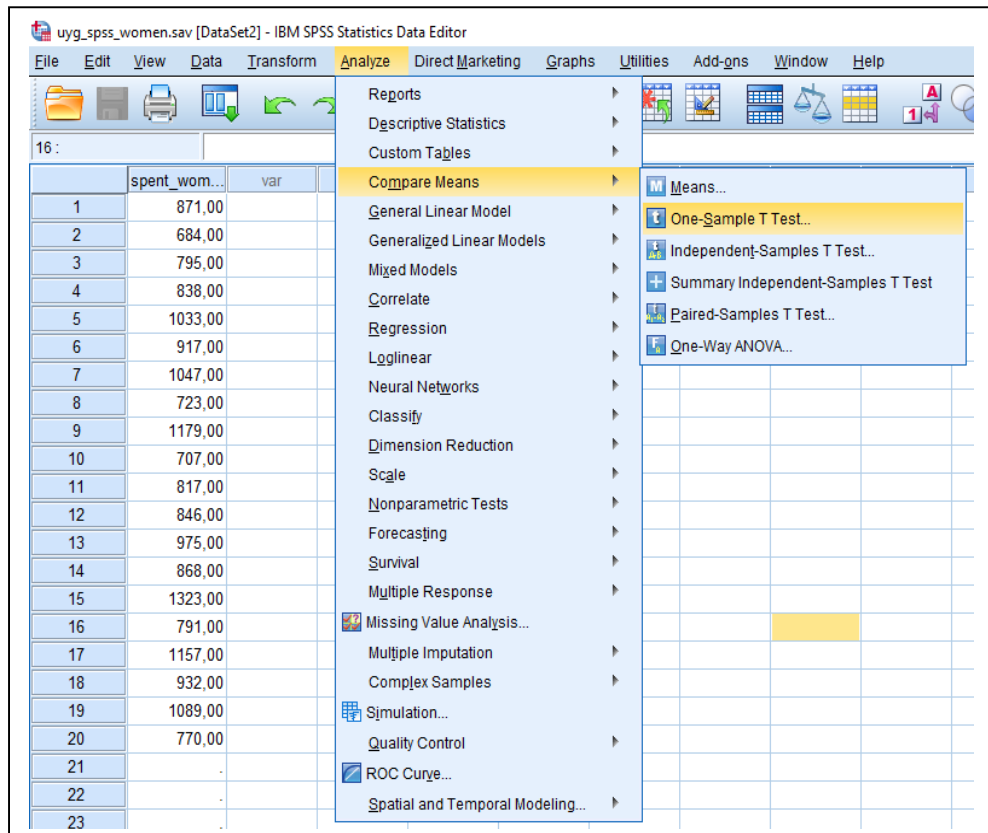 uyg_spss_women.sav [DataSet2] - IBM SPSS Statistics Data Editor
File Edit View Data Transform Analyze Direct Marketing Graphs Utilities Add-ons Window Help
16 :
spent_wom... var
1 871,00
2 684,00
3 795,00
4 838,00
5 1033,00
6 917,00
7 1047,00
8 723,00
9 1179,00
10 707,00
11 817,00
12 846,00
13 975,00
14 868,00
15 1323,00
16 791,00
17 1157,00
18 932,00
19 1089,00
20 770,00
21 .
22 .
23 .
Reports
Descriptive Statistics
Custom Tables
Compare Means
General Linear Model
Generalized Linear Models
Mixed Models
Correlate
Regression
Loglinear
Neural Networks
Classify
Dimension Reduction
Scale
Nonparametric Tests
Forecasting
Survival
Multiple Response
Missing Value Analysis...
Multiple Imputation
Complex Samples
Simulation...
Quality Control
ROC Curve...
Spatial and Temporal Modeling...
M Means...
t One-Sample T Test...
Independent-Samples T Test...
Summary Independent-Samples T Test
Paired-Samples T Test...
One-Way ANOVA...
A
1